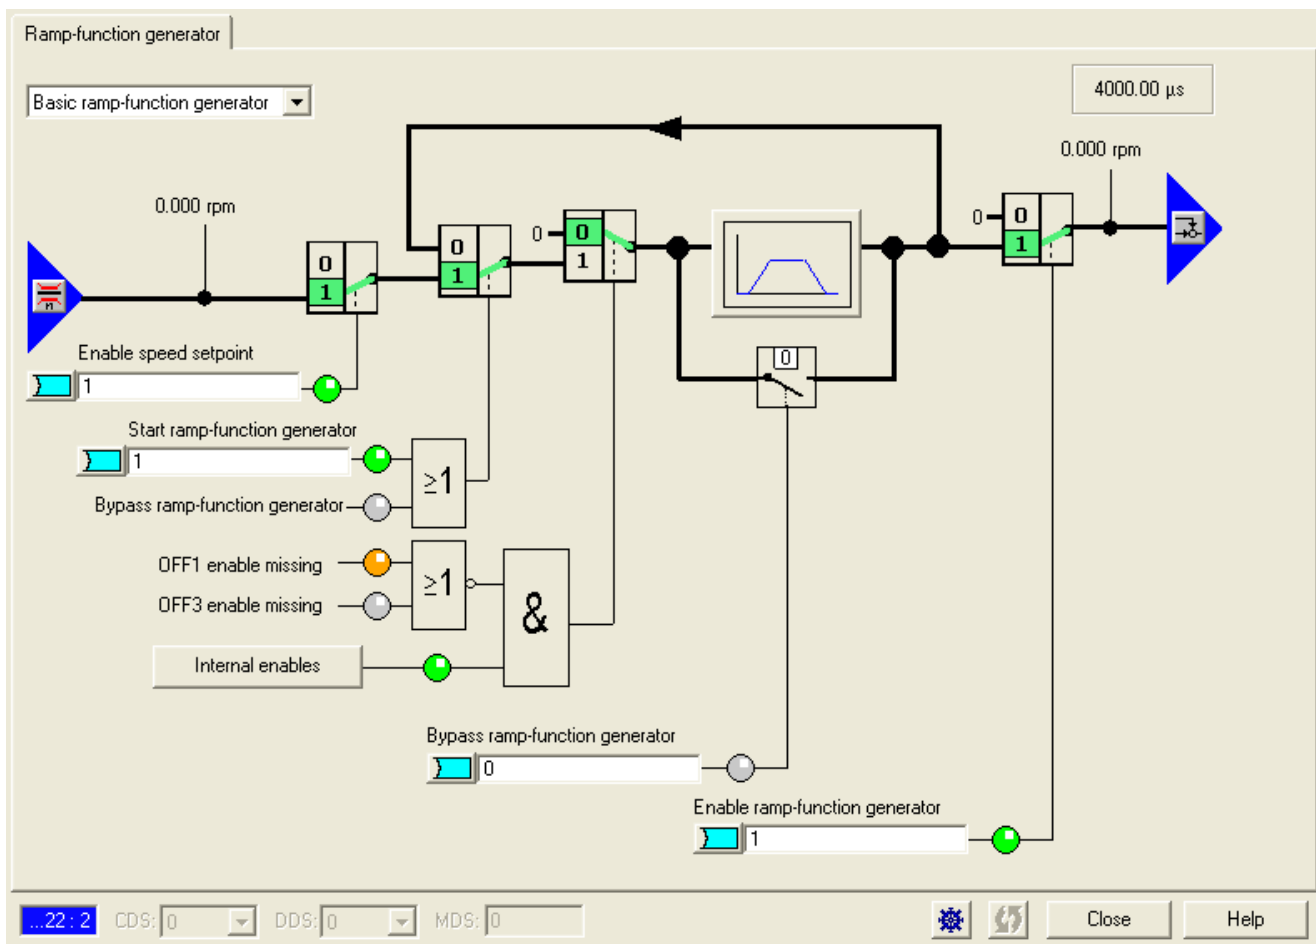 Ramp-function generator
Basic ramp-function generator
4000.00 µs
0.000 rpm
0.000 rpm
0
1
0
1
0
0
1
0
0
1
Enable speed setpoint
1
0
Start ramp-function generator
1
≥1
Bypass ramp-function generator
OFF1 enable missing
≥1
OFF3 enable missing
&
Internal enables
Bypass ramp-function generator
0
Enable ramp-function generator
1
...22 : 2 CDS: 0 DDS: 0 MDS: 0 Close Help